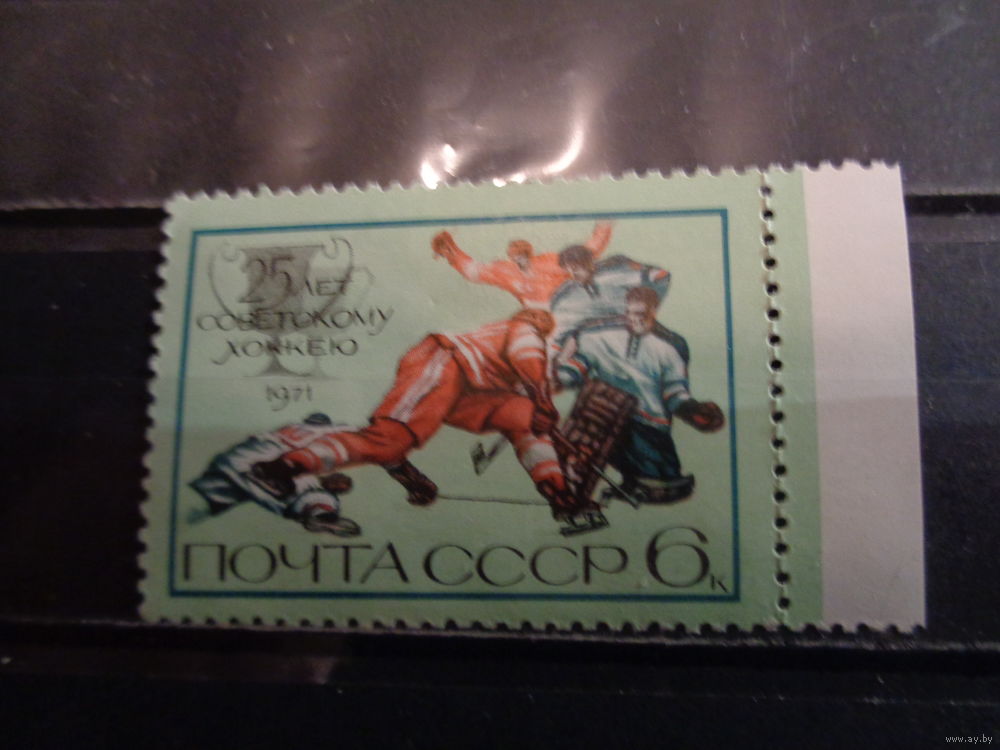 25 ЛЕТ
СОВЕТСКОМУ
ХОККЕЮ
1971
ПОЧТА СССР 6к
www.ay.by